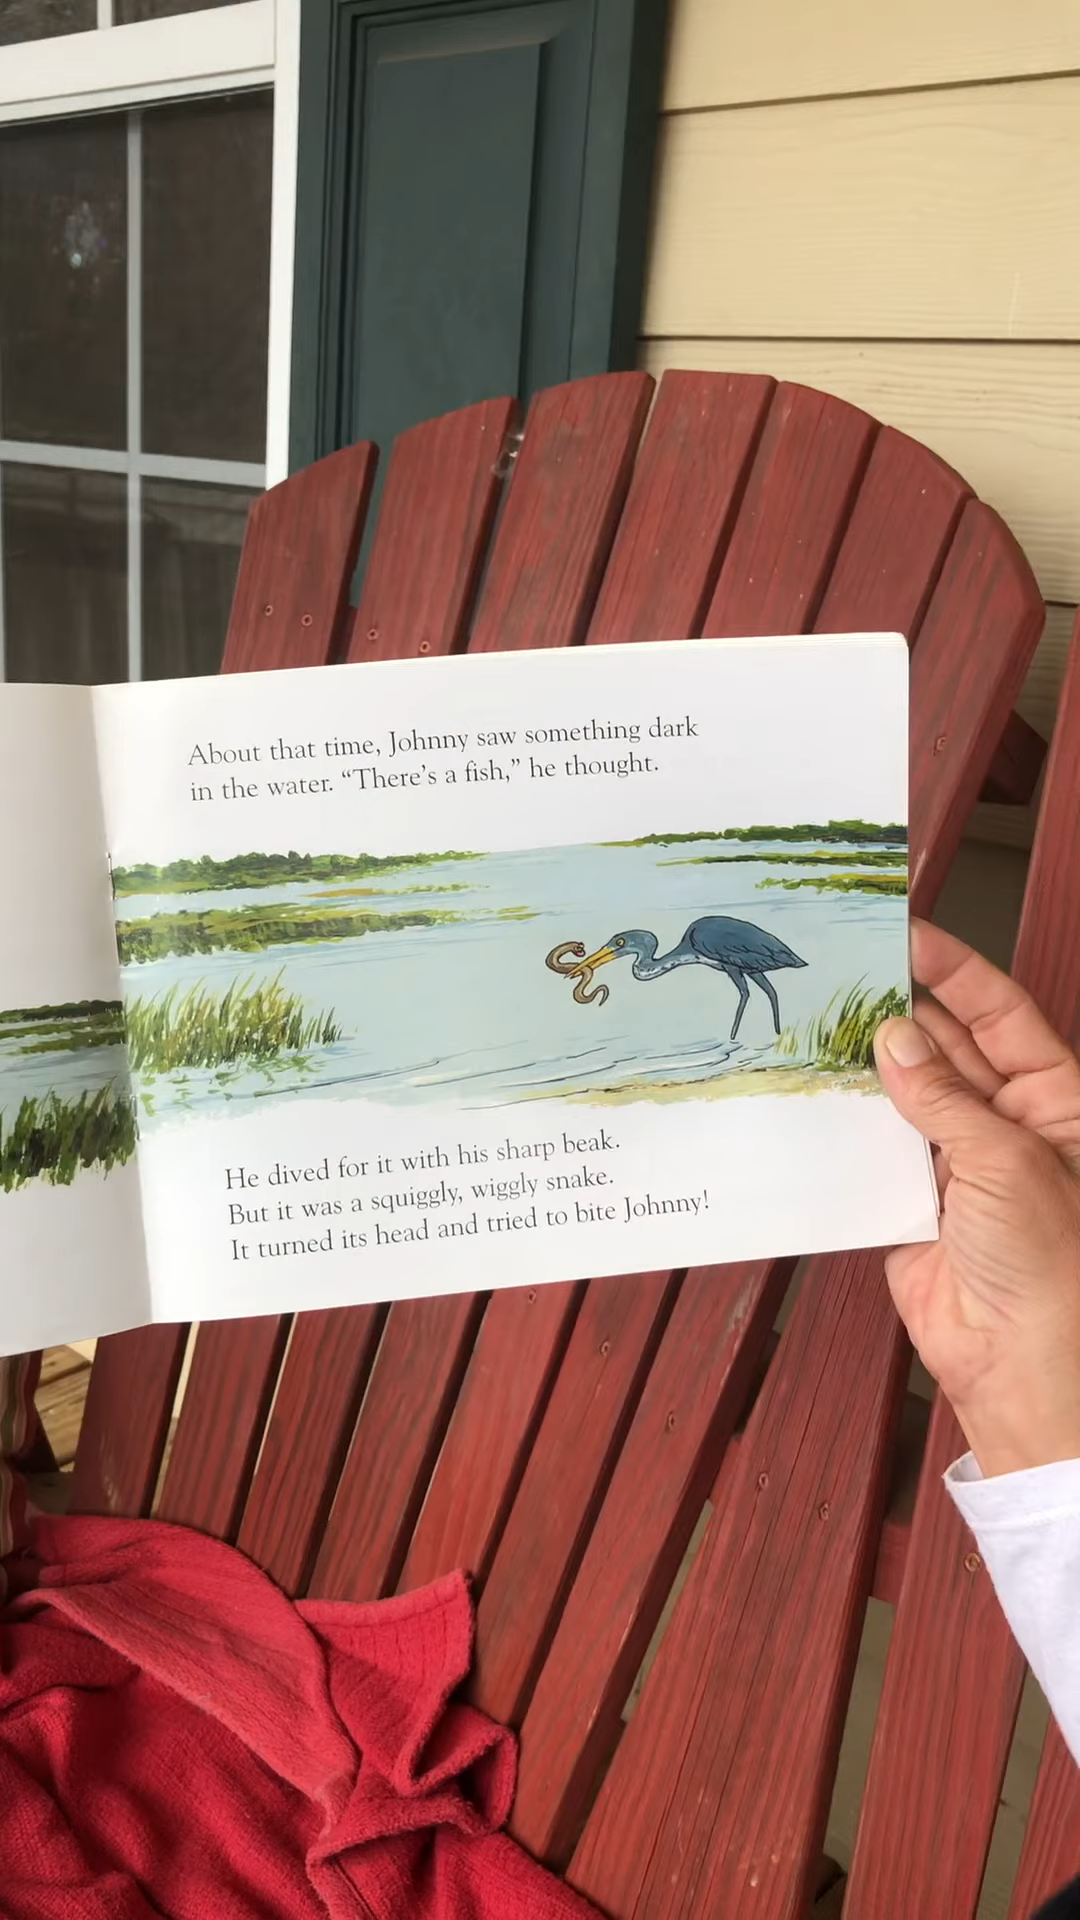 About that time, Johnny saw something dark
in the water. “There’s a fish,” he thought.
He dived for it with his sharp beak.
But it was a squiggly, wiggly snake.
It turned its head and tried to bite Johnny!